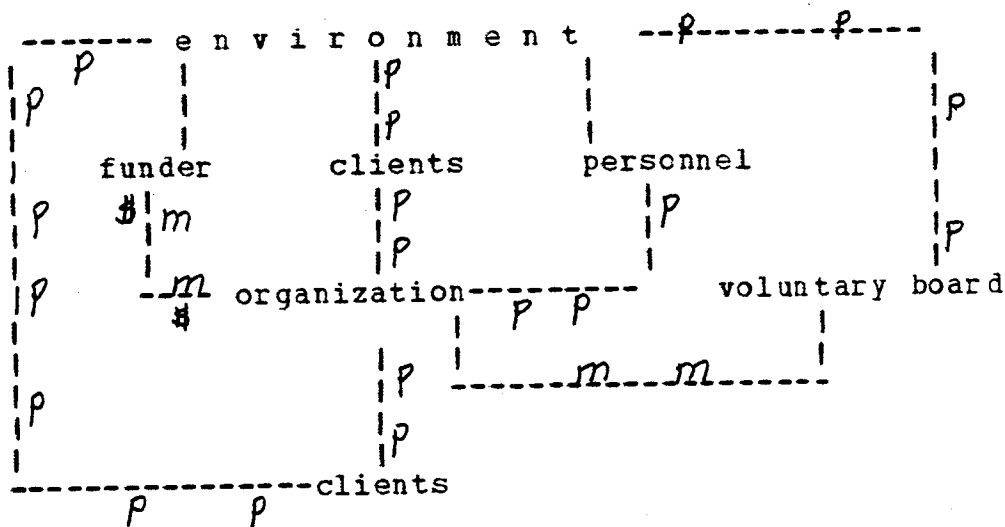 environment p p
p p p
p p
funder clients personnel
$ m p p
p p p
p m organization voluntary board
$ p p
p m m
p p
clients
p p